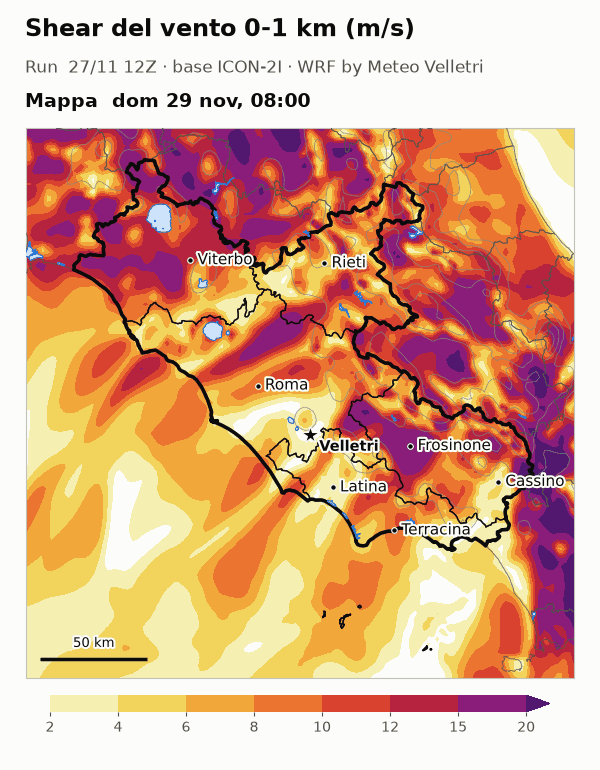 Shear del vento 0-1 km (m/s)
Run  27/11 12Z · base ICON-2I · WRF by Meteo Velletri
Mappa  dom 29 nov, 08:00
Viterbo
Rieti
Roma
Velletri
Frosinone
Cassino
Latina
Terracina
50 km
2 4 6 8 10 12 15 20